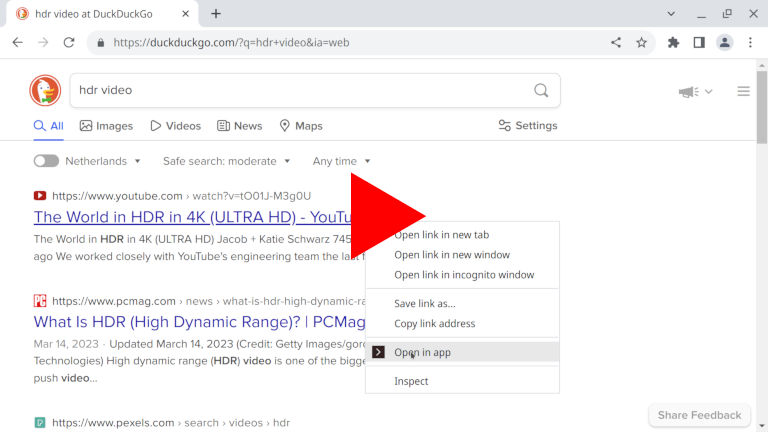 hdr video at DuckDuckGo
https://duckduckgo.com/?q=hdr+video&ia=web
hdr video
All Images Videos News Maps Settings
Netherlands Safe search: moderate Any time
https://www.youtube.com › watch?v=tO01J-M3g0U
The World in HDR in 4K (ULTRA HD) - YouTu
The World in HDR in 4K (ULTRA HD) Jacob + Katie Schwarz 745
ago We worked closely with YouTube's engineering team the last
Open link in new tab
Open link in new window
Open link in incognito window
Save link as...
Copy link address
Open in app
Inspect
https://www.pcmag.com › news › what-is-hdr-high-dynamic-ra
What Is HDR (High Dynamic Range)? | PCMag
Mar 14, 2023 · Updated March 14, 2023 (Credit: Getty Images/gor
Technologies) High dynamic range (HDR) video is one of the bigge
push video...
https://www.pexels.com › search › videos › hdr
Share Feedback